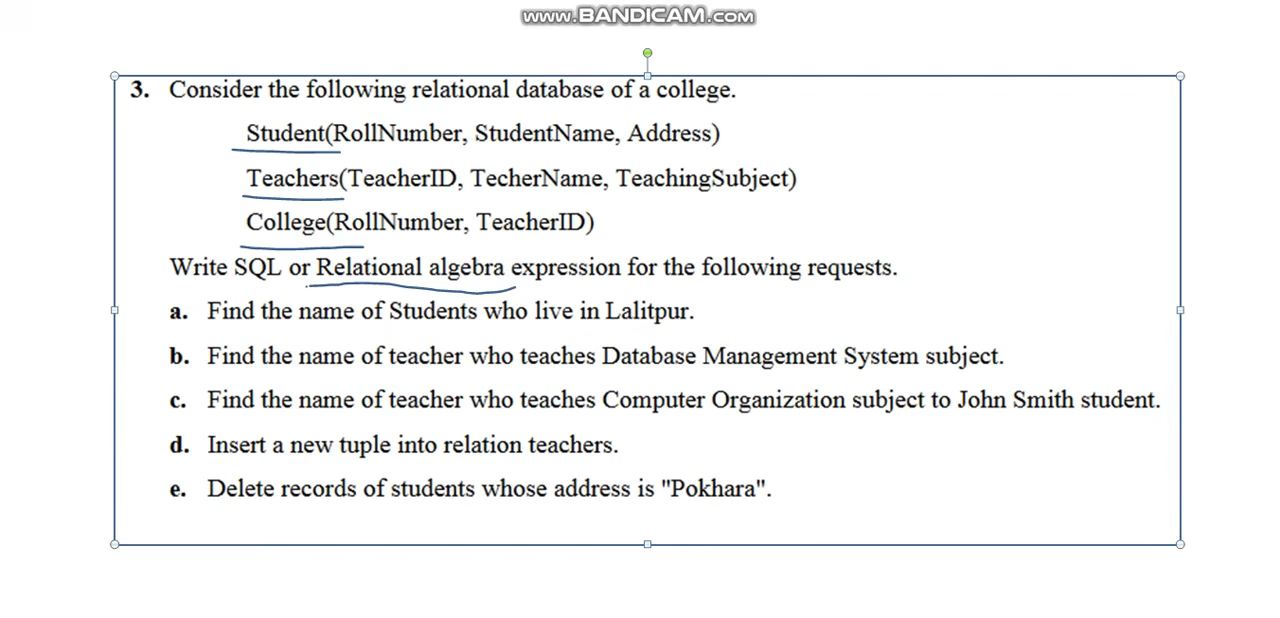 www.BANDICAM.com
3. Consider the following relational database of a college.
Student(RollNumber, StudentName, Address)
Teachers(TeacherID, TecherName, TeachingSubject)
College(RollNumber, TeacherID)
Write SQL or Relational algebra expression for the following requests.
a. Find the name of Students who live in Lalitpur.
b. Find the name of teacher who teaches Database Management System subject.
c. Find the name of teacher who teaches Computer Organization subject to John Smith student.
d. Insert a new tuple into relation teachers.
e. Delete records of students whose address is "Pokhara".